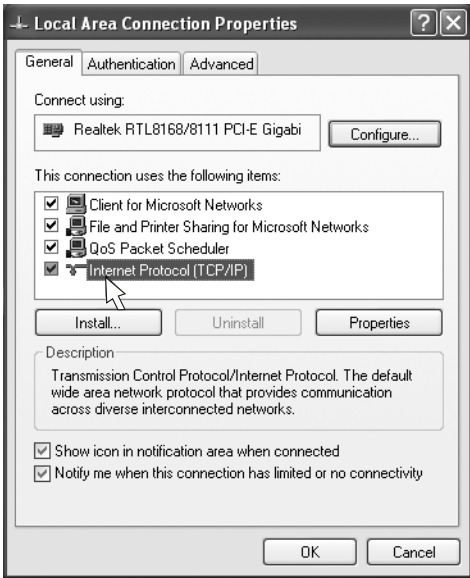 Local Area Connection Properties
General
Authentication
Advanced
Connect using:
Realtek RTL8168/8111 PCI-E Gigabi
Configure...
This connection uses the following items:
Client for Microsoft Networks
File and Printer Sharing for Microsoft Networks
QoS Packet Scheduler
Internet Protocol (TCP/IP)
Install...
Uninstall
Properties
Description
Transmission Control Protocol/Internet Protocol. The default
wide area network protocol that provides communication
across diverse interconnected networks.
Show icon in notification area when connected
Notify me when this connection has limited or no connectivity
OK
Cancel